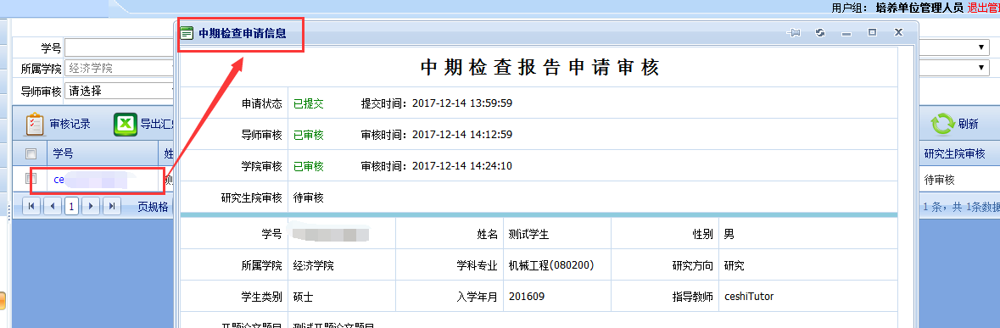 用户组： 培养单位管理人员 退出管理
中期检查申请信息
学号
所属学院 经济学院
导师审核 请选择
审核记录 导出汇总
刷新
学号 姓
研究生院审核
ce
测
待审核
1
页规格
1 条，共 1条数据
中期检查报告申请审核
申请状态 已提交 提交时间：2017-12-14 13:59:59
导师审核 已审核 审核时间：2017-12-14 14:12:59
学院审核 已审核 审核时间：2017-12-14 14:24:10
研究生院审核 待审核
学号 姓名 测试学生 性别 男
所属学院 经济学院 学科专业 机械工程(080200) 研究方向 研究
学生类别 硕士 入学年月 201609 指导教师 ceshiTutor
开题论文题目 测试开题论文题目